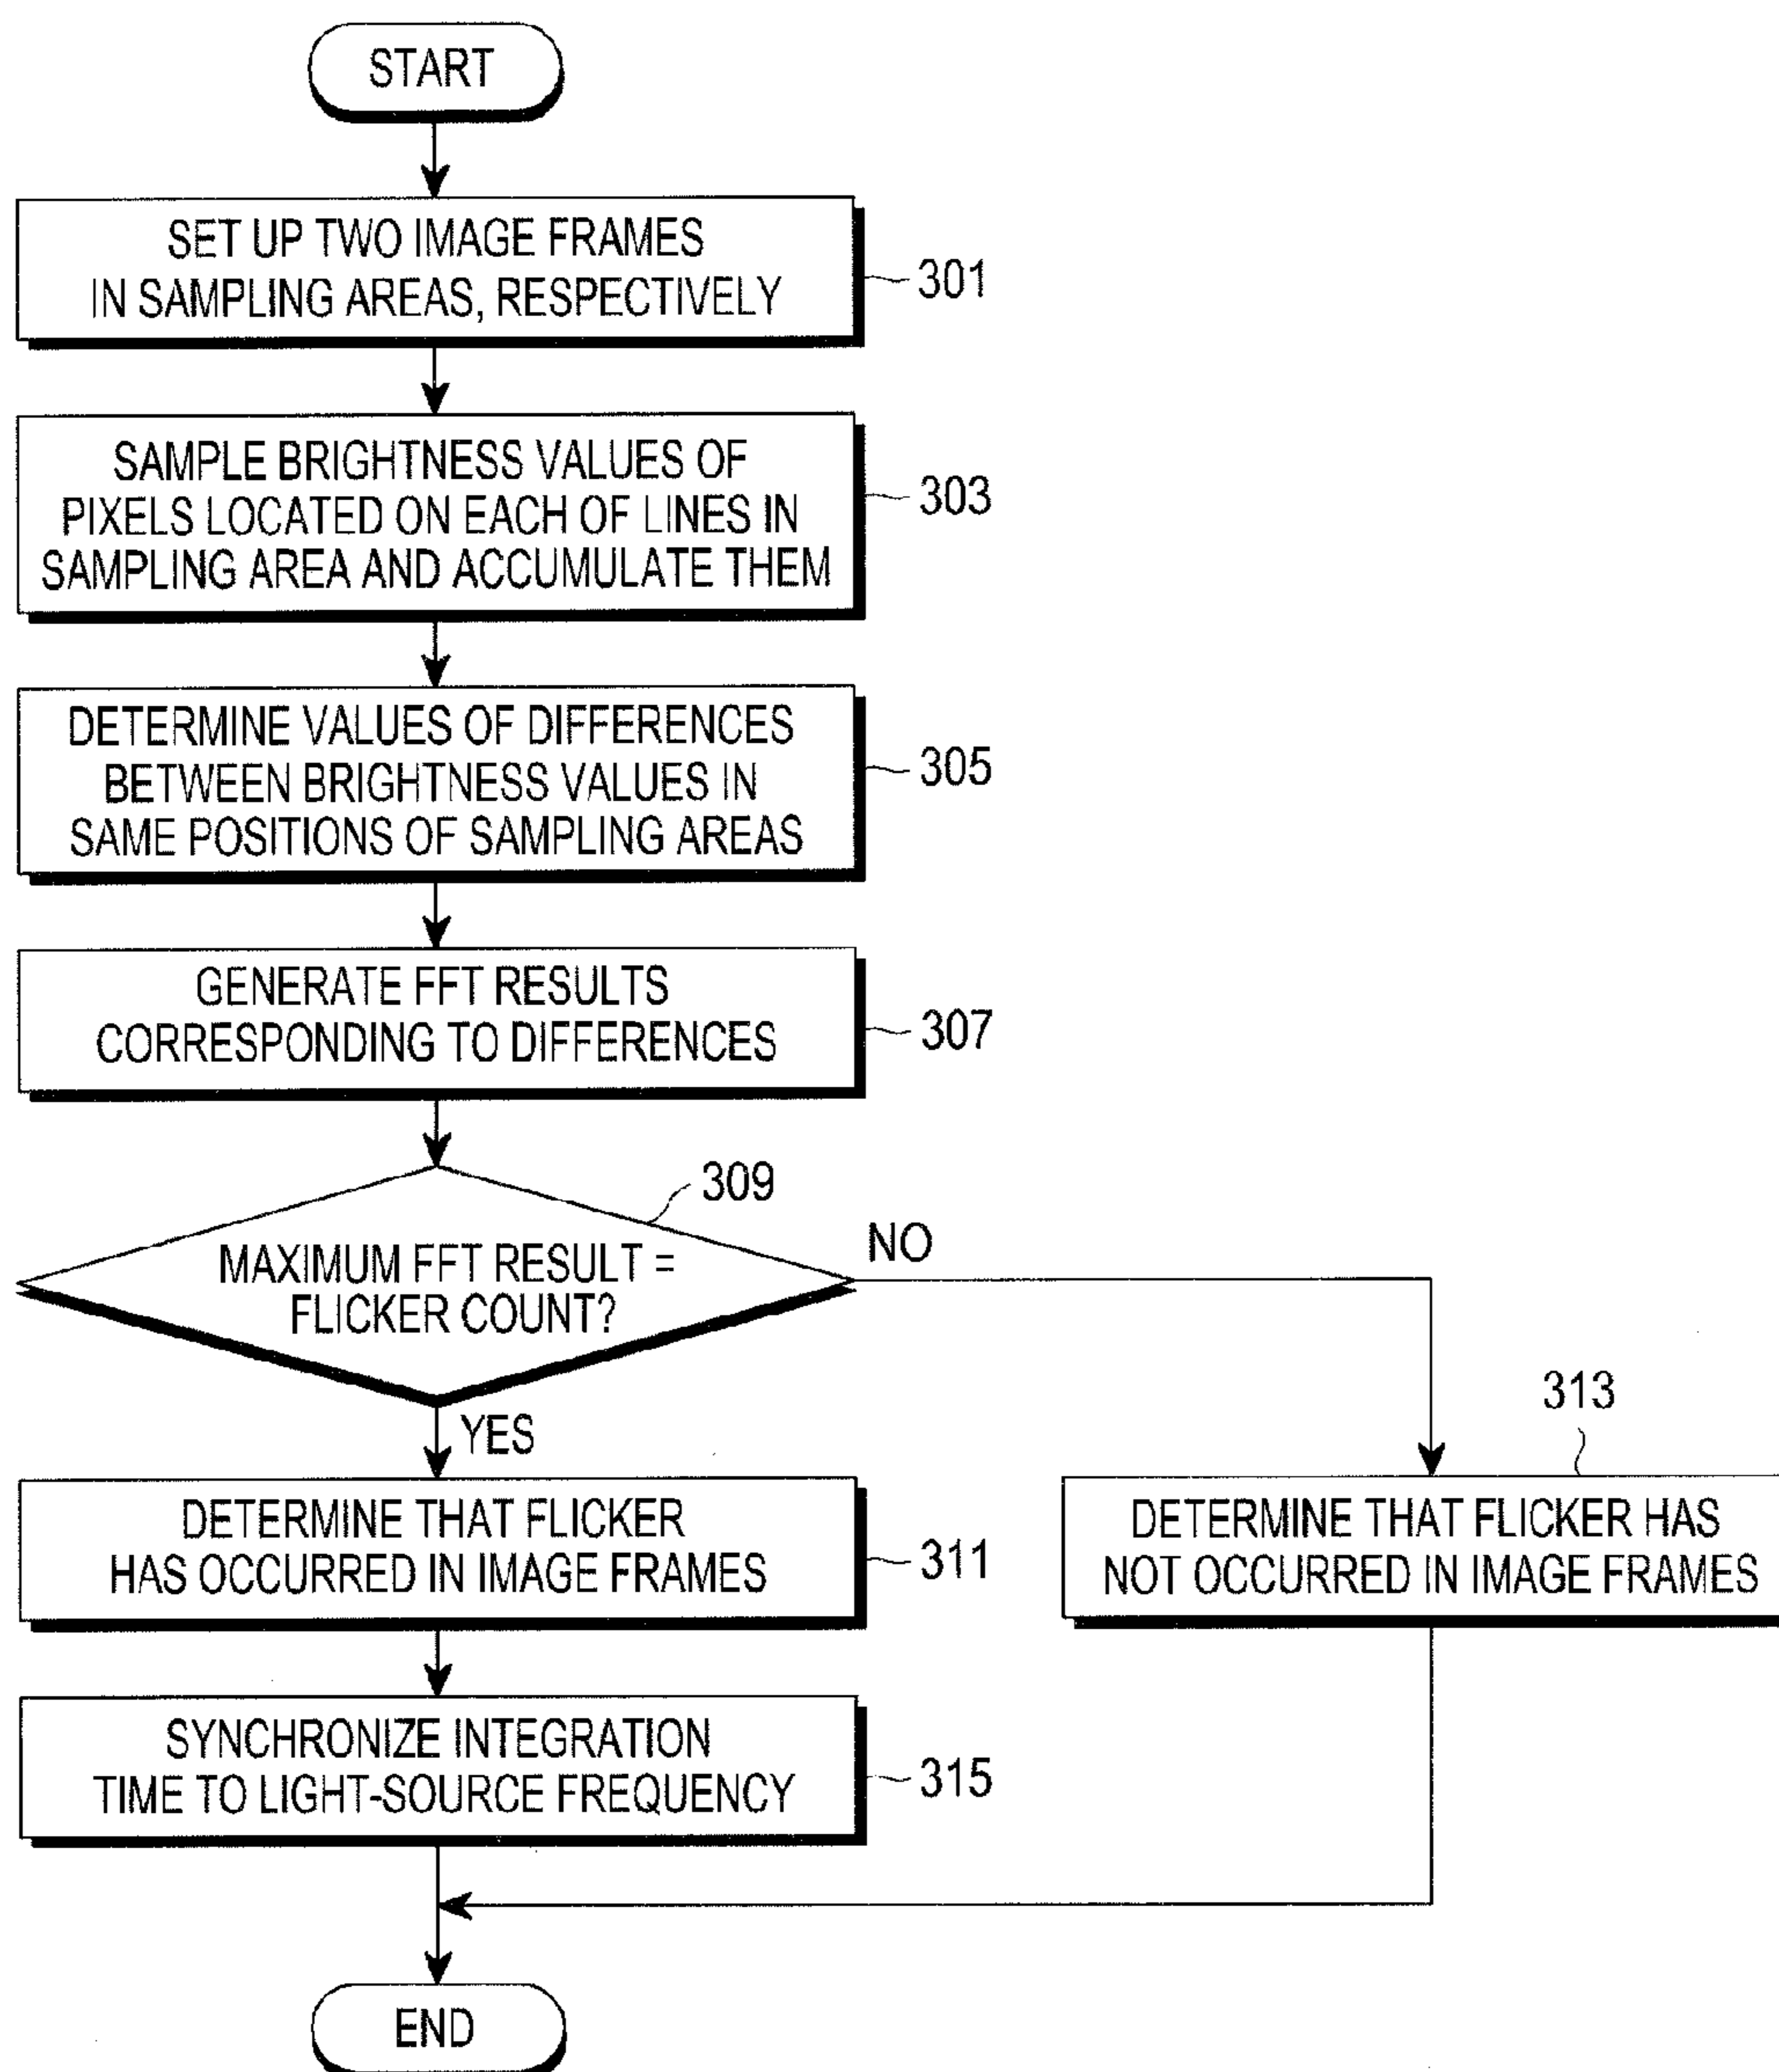 START
SET UP TWO IMAGE FRAMES
IN SAMPLING AREAS, RESPECTIVELY
301
SAMPLE BRIGHTNESS VALUES OF
PIXELS LOCATED ON EACH OF LINES IN
SAMPLING AREA AND ACCUMULATE THEM
303
DETERMINE VALUES OF DIFFERENCES
BETWEEN BRIGHTNESS VALUES IN
SAME POSITIONS OF SAMPLING AREAS
305
GENERATE FFT RESULTS
CORRESPONDING TO DIFFERENCES
307
309
MAXIMUM FFT RESULT =
FLICKER COUNT?
NO
YES
DETERMINE THAT FLICKER
HAS OCCURRED IN IMAGE FRAMES
311
313
DETERMINE THAT FLICKER HAS
NOT OCCURRED IN IMAGE FRAMES
SYNCHRONIZE INTEGRATION
TIME TO LIGHT-SOURCE FREQUENCY
315
END